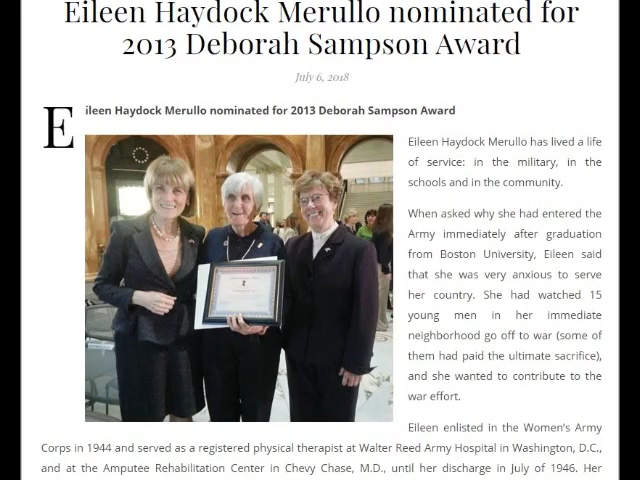 Eileen Haydock Merullo nominated for
2013 Deborah Sampson Award
July 6, 2018
Eileen Haydock Merullo nominated for 2013 Deborah Sampson Award
Eileen Haydock Merullo has lived a life
of service: in the military, in the
schools and in the community.
When asked why she had entered the
Army immediately after graduation
from Boston University, Eileen said
that she was very anxious to serve
her country. She had watched 15
young men in her immediate
neighborhood go off to war (some of
them had paid the ultimate sacrifice),
and she wanted to contribute to the
war effort.
Eileen enlisted in the Women's Army
Corps in 1944 and served as a registered physical therapist at Walter Reed Army Hospital in Washington, D.C.,
and at the Amputee Rehabilitation Center in Chevy Chase, M.D., until her discharge in July of 1946. Her